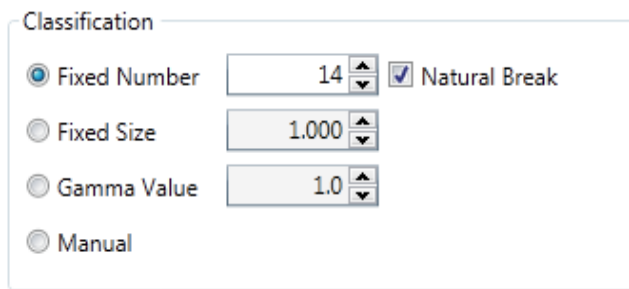 Classification
Fixed Number 14 Natural Break
Fixed Size 1.000
Gamma Value 1.0
Manual